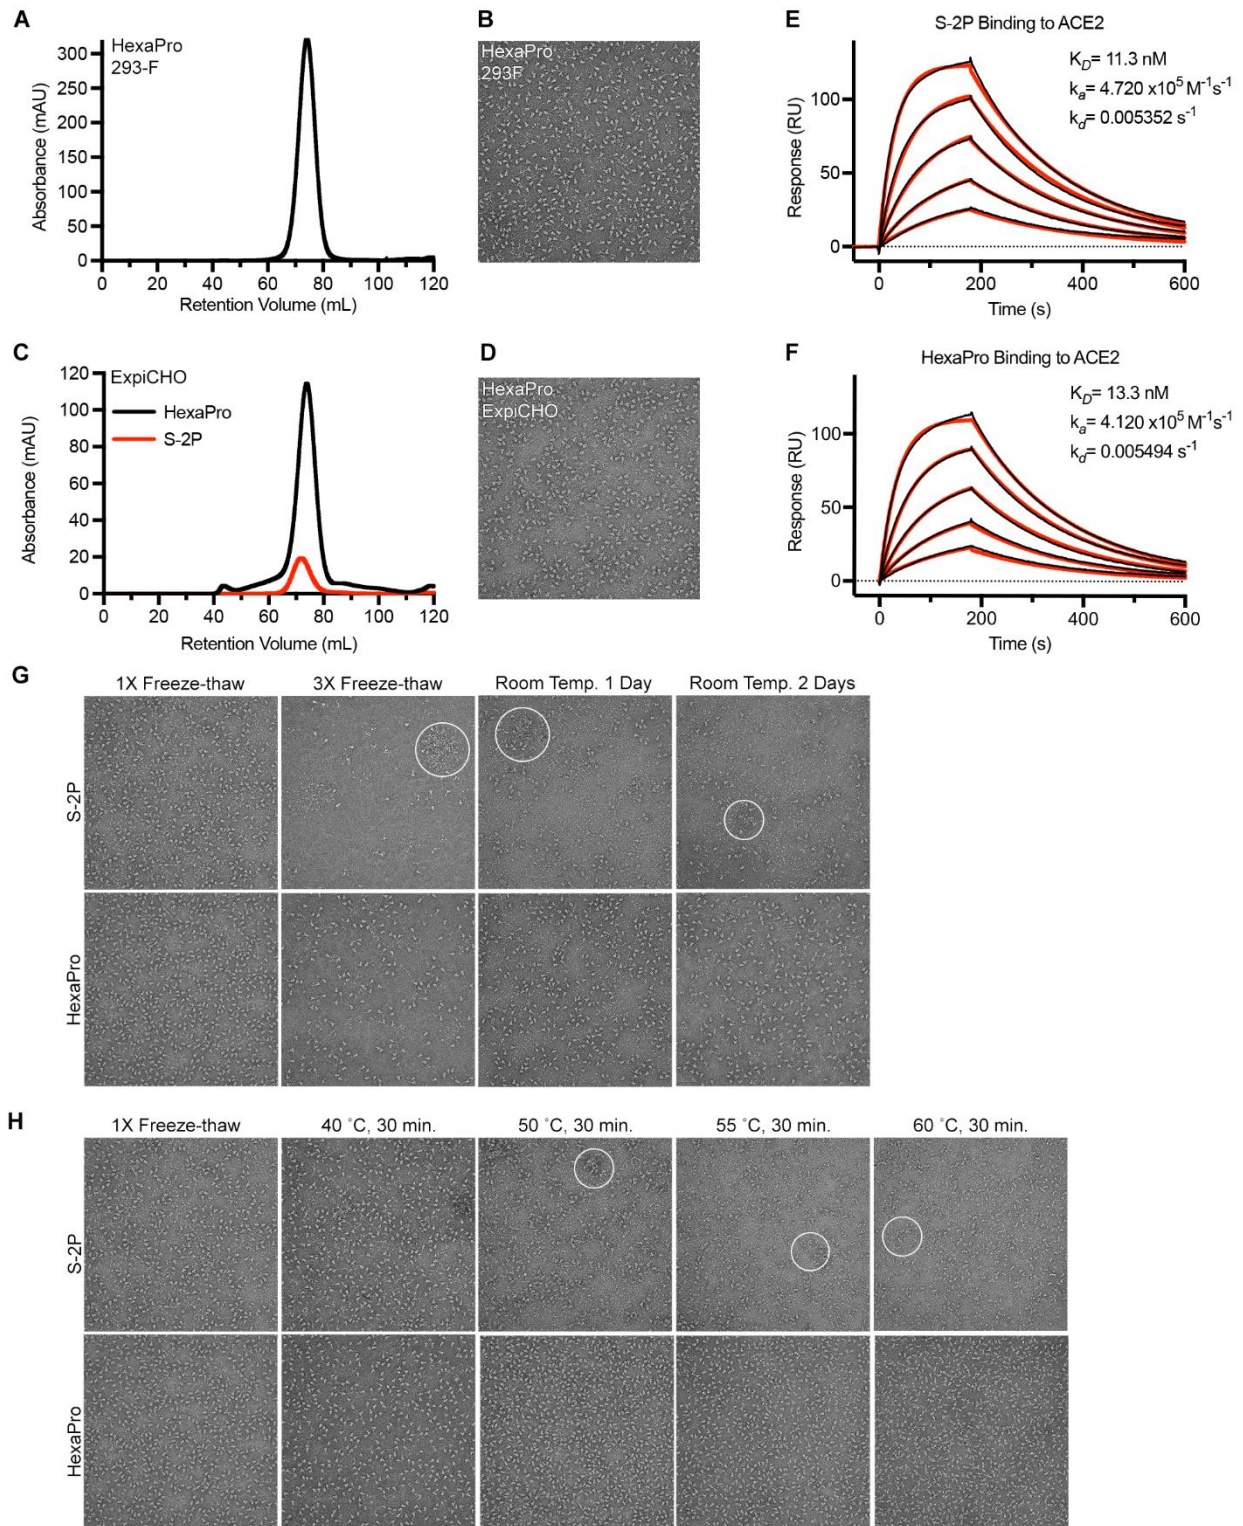 A
HexaPro
293-F
Absorbance (mAU)
300
250
200
150
100
50
0
0 20 40 60 80 100 120
Retention Volume (mL)
B
HexaPro
293F
E
S-2P Binding to ACE2
K_D= 11.3 nM
k_a= 4.720 x10⁵ M⁻¹s⁻¹
k_d= 0.005352 s⁻¹
Response (RU)
100
50
0
0 200 400 600
Time (s)
C
ExpiCHO
HexaPro
S-2P
Absorbance (mAU)
120
100
80
60
40
20
0
0 20 40 60 80 100 120
Retention Volume (mL)
D
HexaPro
ExpiCHO
F
HexaPro Binding to ACE2
K_D= 13.3 nM
k_a= 4.120 x10⁵ M⁻¹s⁻¹
k_d= 0.005494 s⁻¹
Response (RU)
100
50
0
0 200 400 600
Time (s)
G
1X Freeze-thaw 3X Freeze-thaw Room Temp. 1 Day Room Temp. 2 Days
S-2P
HexaPro
H
1X Freeze-thaw 40 ˚C, 30 min. 50 ˚C, 30 min. 55 ˚C, 30 min. 60 ˚C, 30 min.
S-2P
HexaPro